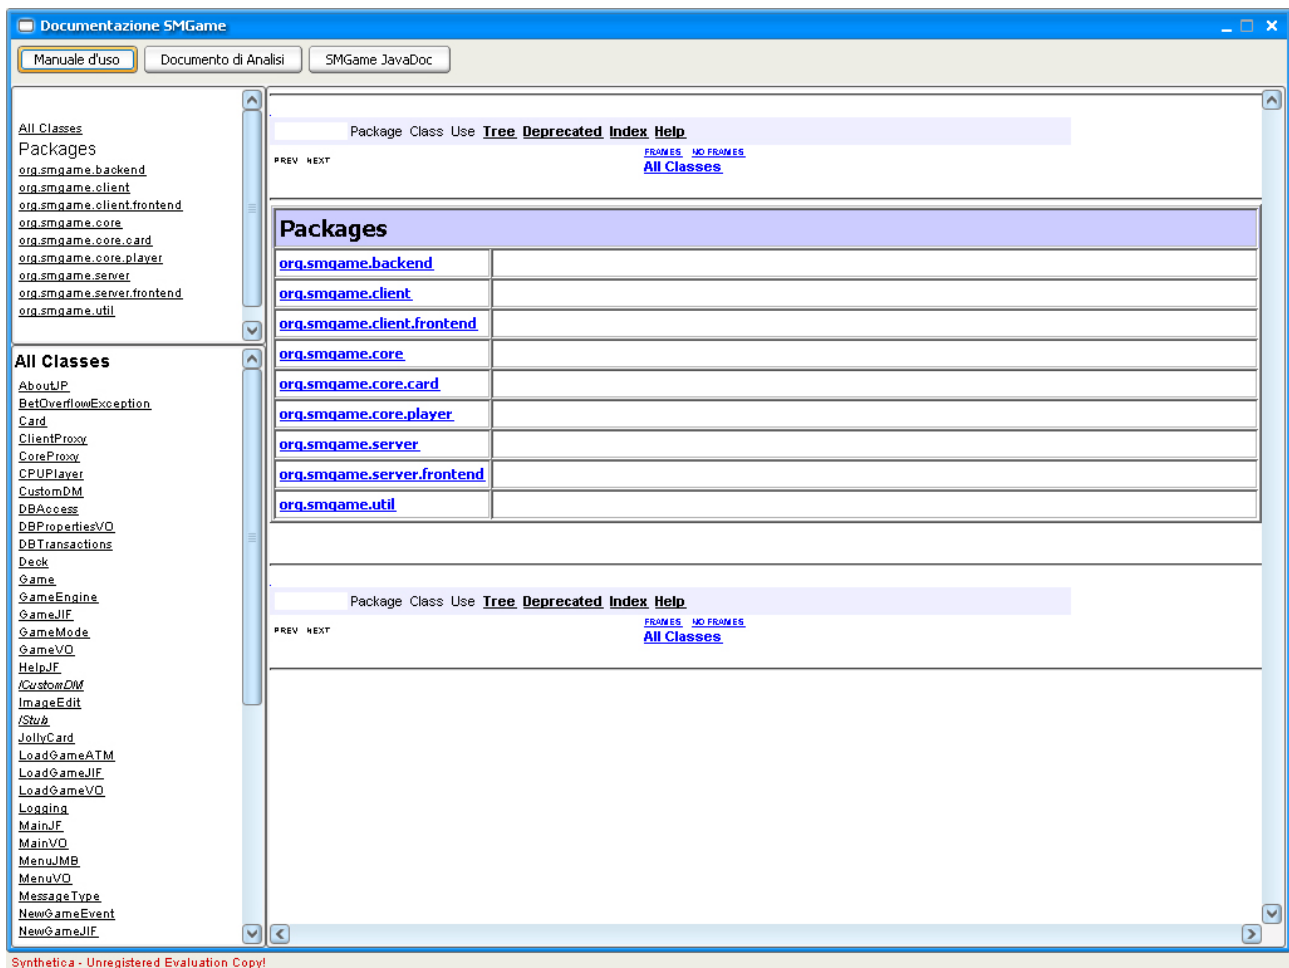 Documentazione SMGame
Manuale d'uso Documento di Analisi SMGame JavaDoc
All Classes
Packages
org.smgame.backend
org.smgame.client
org.smgame.client.frontend
org.smgame.core
org.smgame.core.card
org.smgame.core.player
org.smgame.server
org.smgame.server.frontend
org.smgame.util
All Classes
AboutJP
BetOverflowException
Card
ClientProxy
CoreProxy
CPUPlayer
CustomDM
DBAccess
DBPropertiesVO
DBTransactions
Deck
Game
GameEngine
GameJIF
GameMode
GameVO
HelpJF
ICustomDM
ImageEdit
IStub
JollyCard
LoadGameATM
LoadGameJIF
LoadGameVO
Logging
MainJF
MainVO
MenuJMB
MenuVO
MessageType
NewGameEvent
NewGameJIF
Package Class Use Tree Deprecated Index Help
PREV NEXT
FRAMES NO FRAMES
All Classes
Packages
org.smgame.backend
org.smgame.client
org.smgame.client.frontend
org.smgame.core
org.smgame.core.card
org.smgame.core.player
org.smgame.server
org.smgame.server.frontend
org.smgame.util
Package Class Use Tree Deprecated Index Help
PREV NEXT
FRAMES NO FRAMES
All Classes
Synthetica - Unregistered Evaluation Copy!